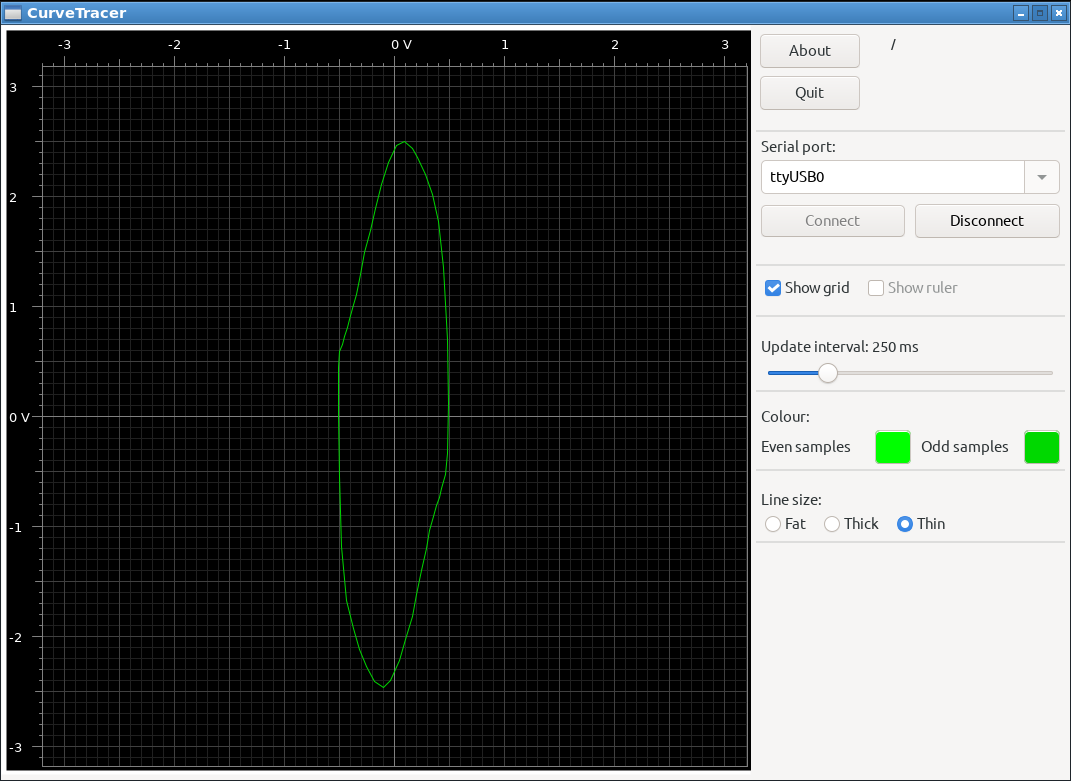 CurveTracer
-3 -2 -1 0 V 1 2 3
3
2
1
0 V
-1
-2
-3
About /
Quit
Serial port:
ttyUSB0
Connect Disconnect
Show grid Show ruler
Update interval: 250 ms
Colour:
Even samples Odd samples
Line size:
Fat Thick Thin